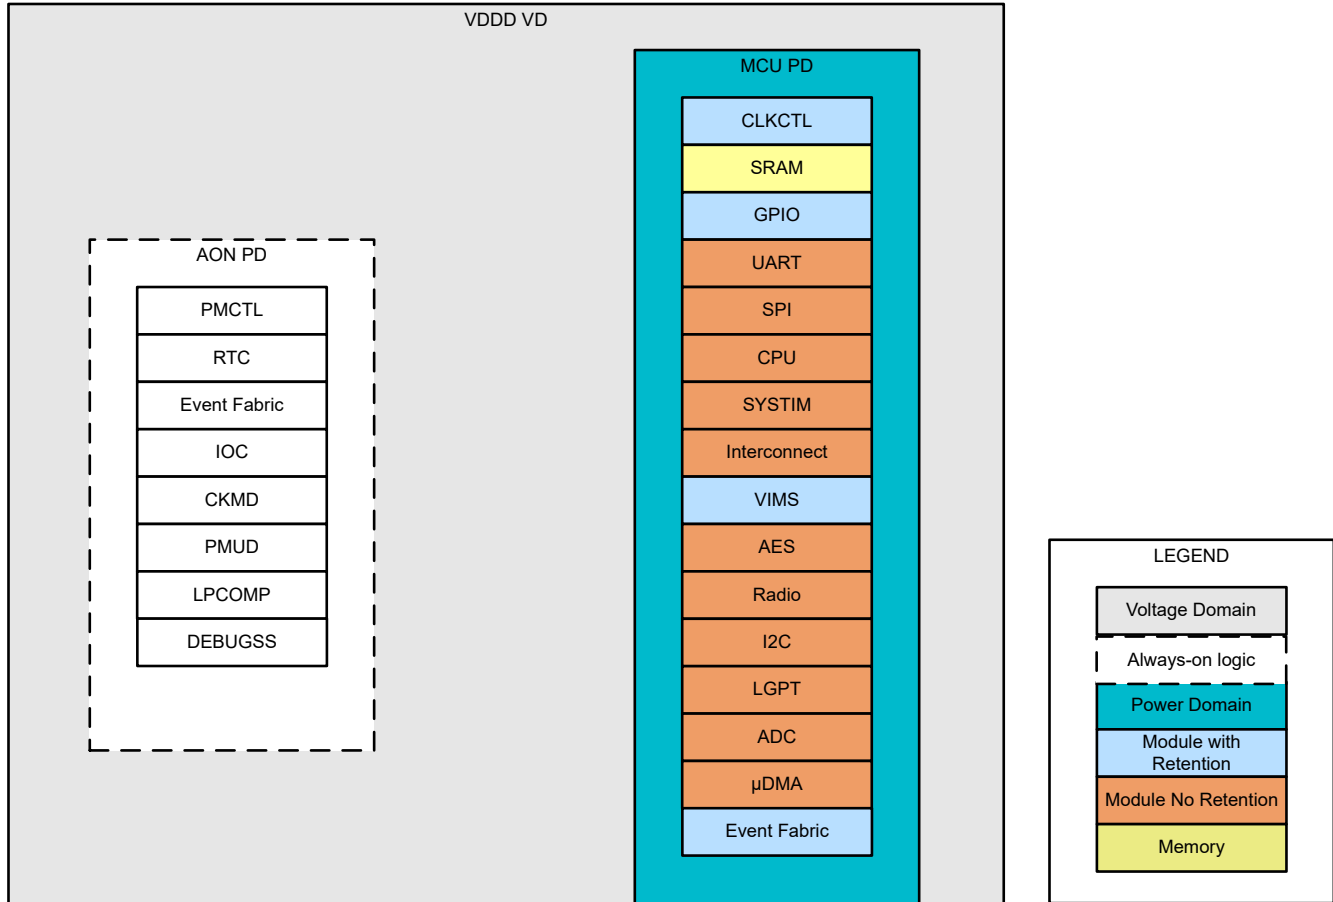 VDDD VD
MCU PD
CLKCTL
SRAM
GPIO
UART
SPI
CPU
SYSTIM
Interconnect
VIMS
AES
Radio
I2C
LGPT
ADC
µDMA
Event Fabric
AON PD
PMCTL
RTC
Event Fabric
IOC
CKMD
PMUD
LPCOMP
DEBUGSS
LEGEND
Voltage Domain
Always-on logic
Power Domain
Module with
Retention
Module No Retention
Memory